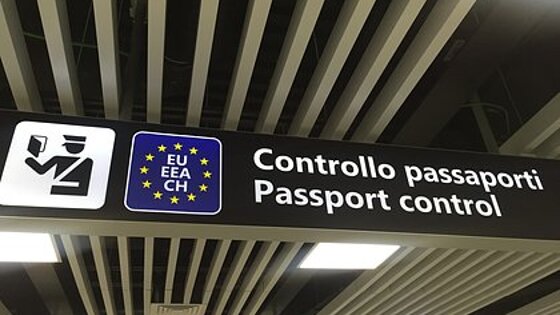 EU
EEA
CH
Controllo passaporti
Passport control